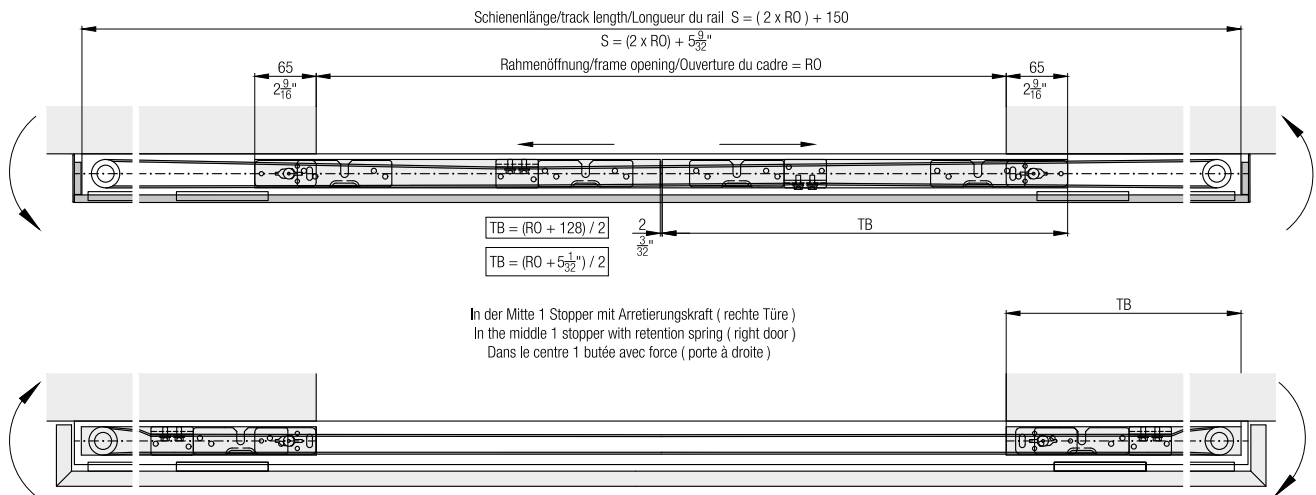 Schienenlänge/track length/Longueur du rail S = ( 2 x RO ) + 150
S = (2 x RO) + 5 9/32"
65
Rahmenöffnung/frame opening/Ouverture du cadre = RO
65
2 9/16"
2 9/16"
TB = (RO + 128) / 2
2
TB
3/32"
TB = (RO + 5 1/32") / 2
In der Mitte 1 Stopper mit Arretierungskraft ( rechte Türe )
TB
In the middle 1 stopper with retention spring ( right door )
Dans le centre 1 butée avec force ( porte à droite )